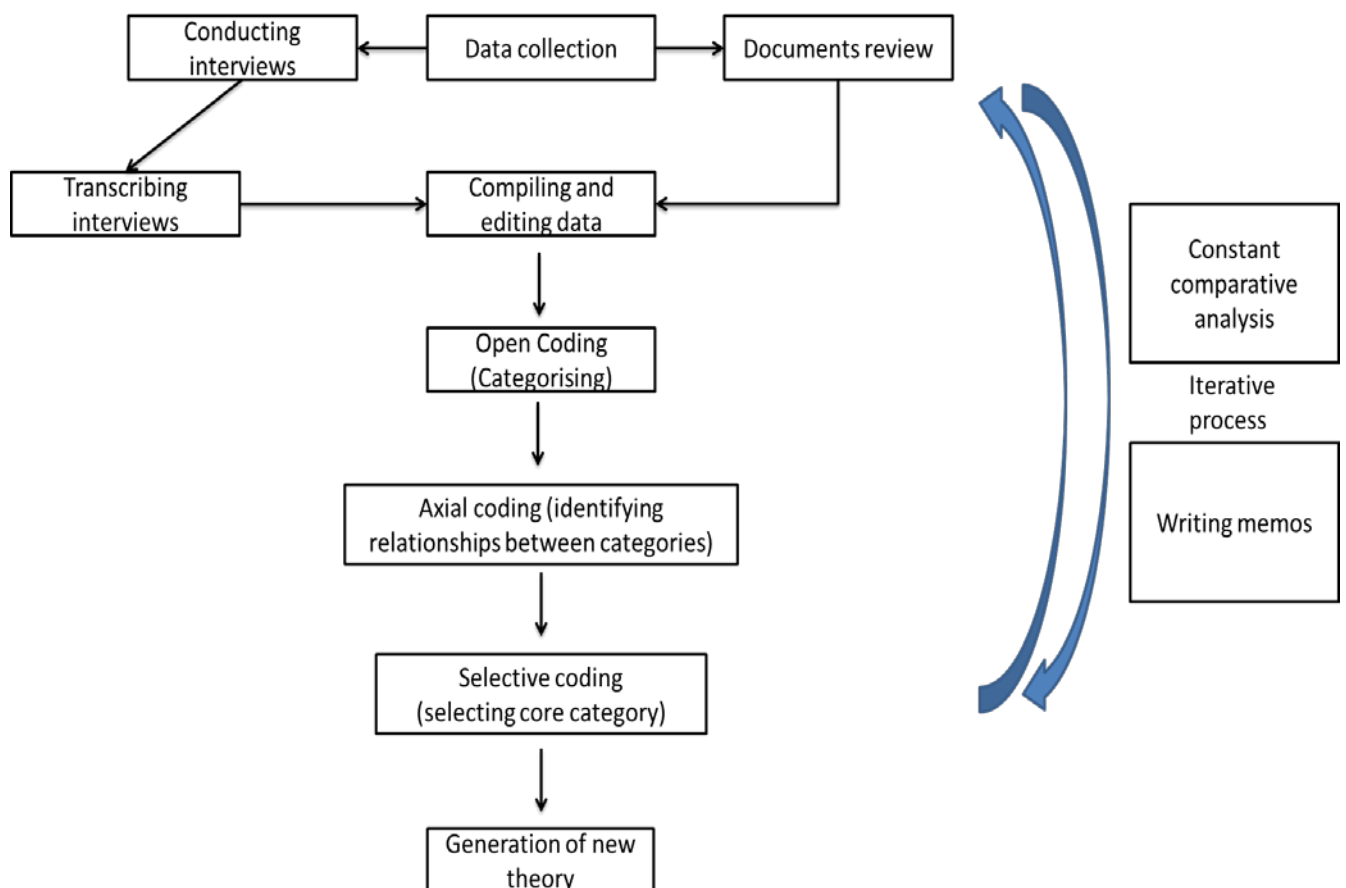 Conducting
interviews
Data collection
Documents review
Transcribing
interviews
Compiling and
editing data
Open Coding
(Categorising)
Axial coding (identifying
relationships between categories)
Selective coding
(selecting core category)
Generation of new
theory
Constant
comparative
analysis
Iterative
process
Writing memos